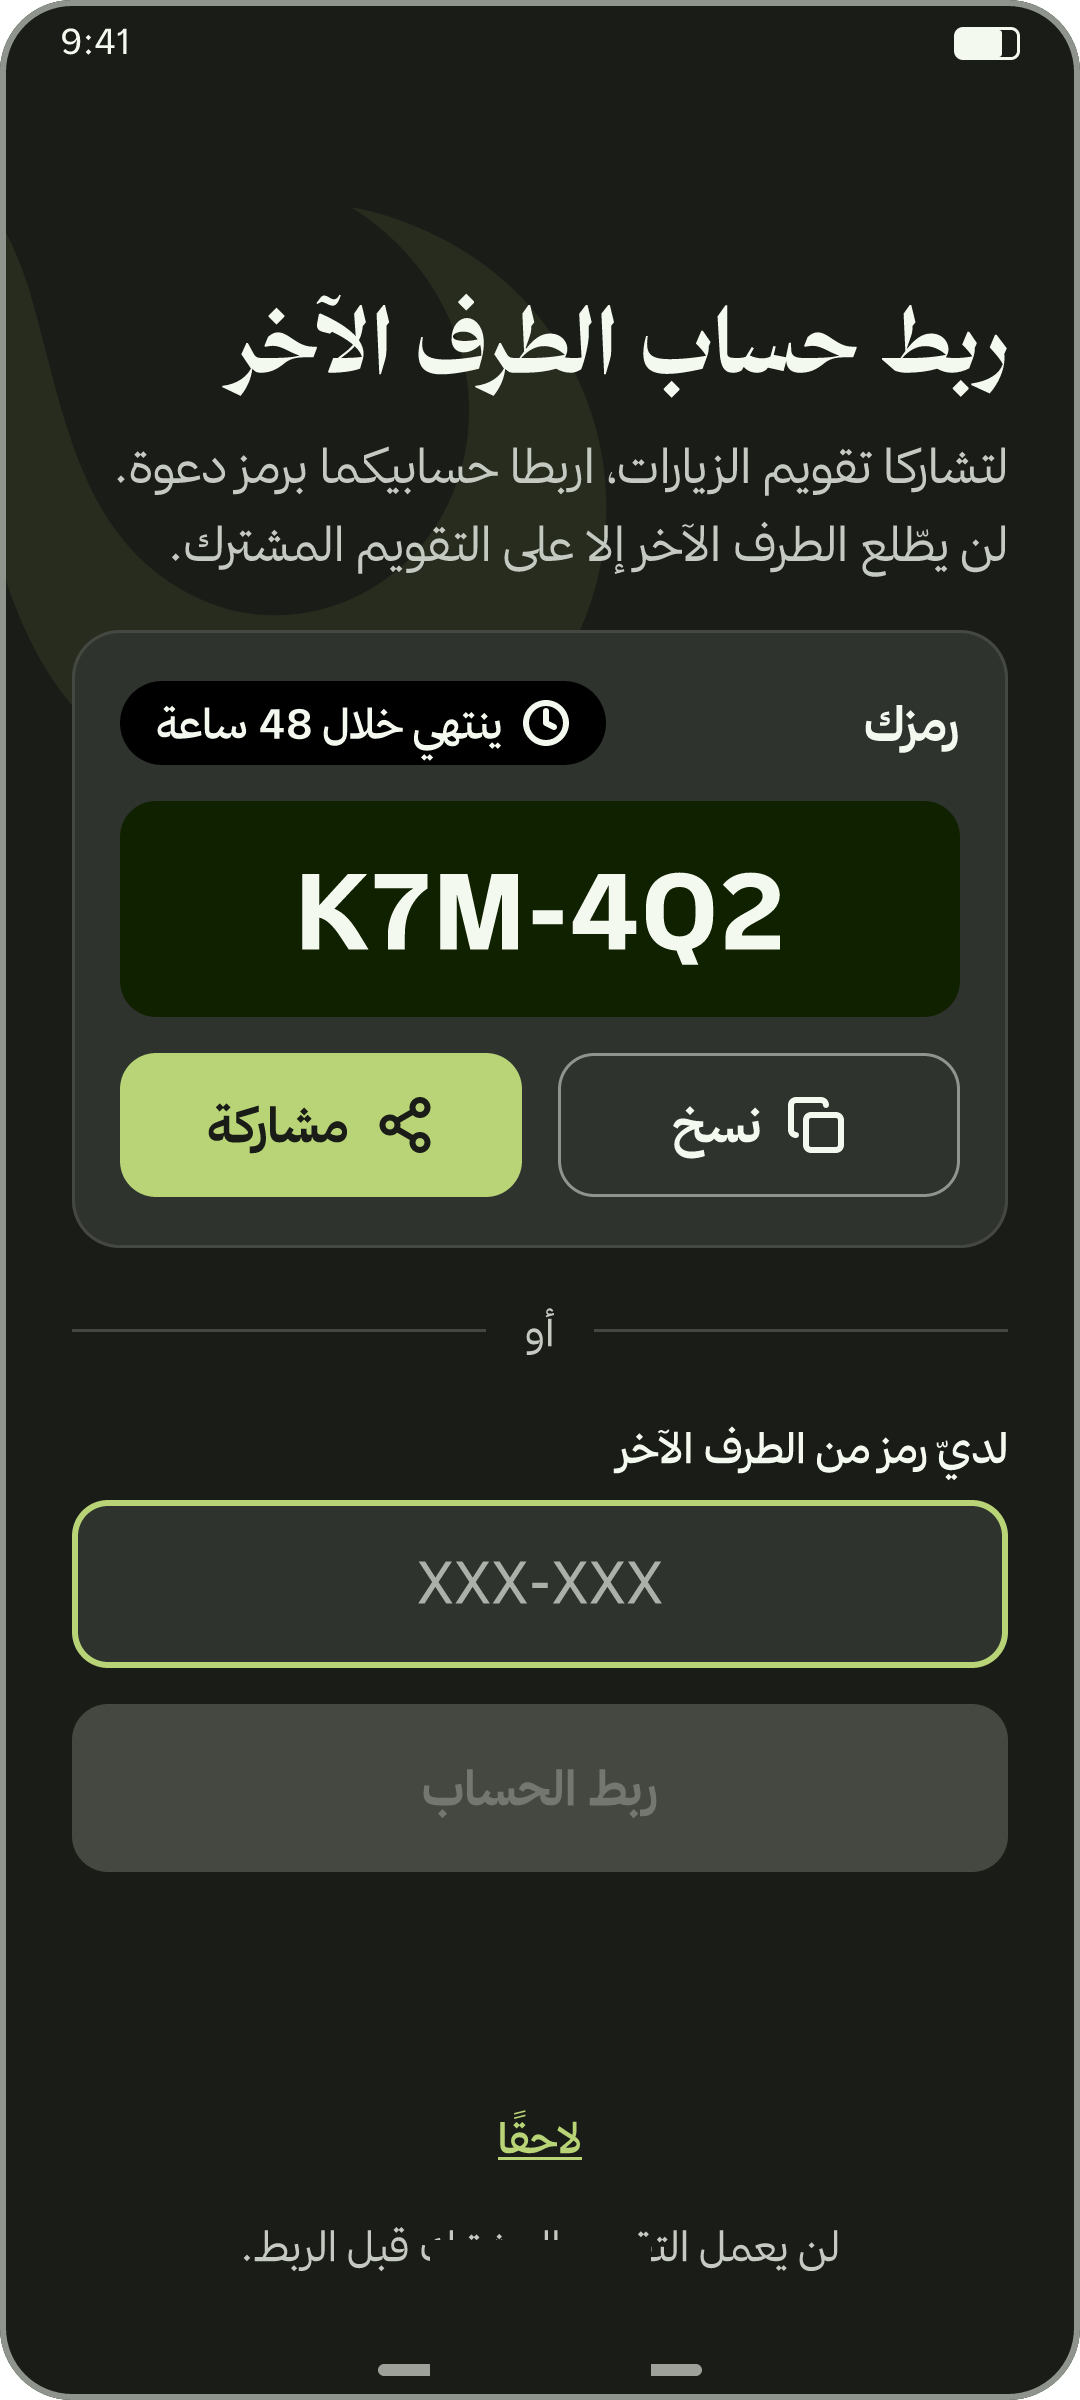 9:41
ربط حساب الطرف الآخر
لتشاركا تقويم الزيارات، اربطا حسابيكما برمز دعوة.
لن يطّلع الطرف الآخر إلا على التقويم المشترك.
رمزك
ينتهي خلال 48 ساعة
K7M-4Q2
نسخ
مشاركة
أو
لديّ رمز من الطرف الآخر
XXX-XXX
ربط الحساب
لاحقًا
لن يعمل قبل الربط.